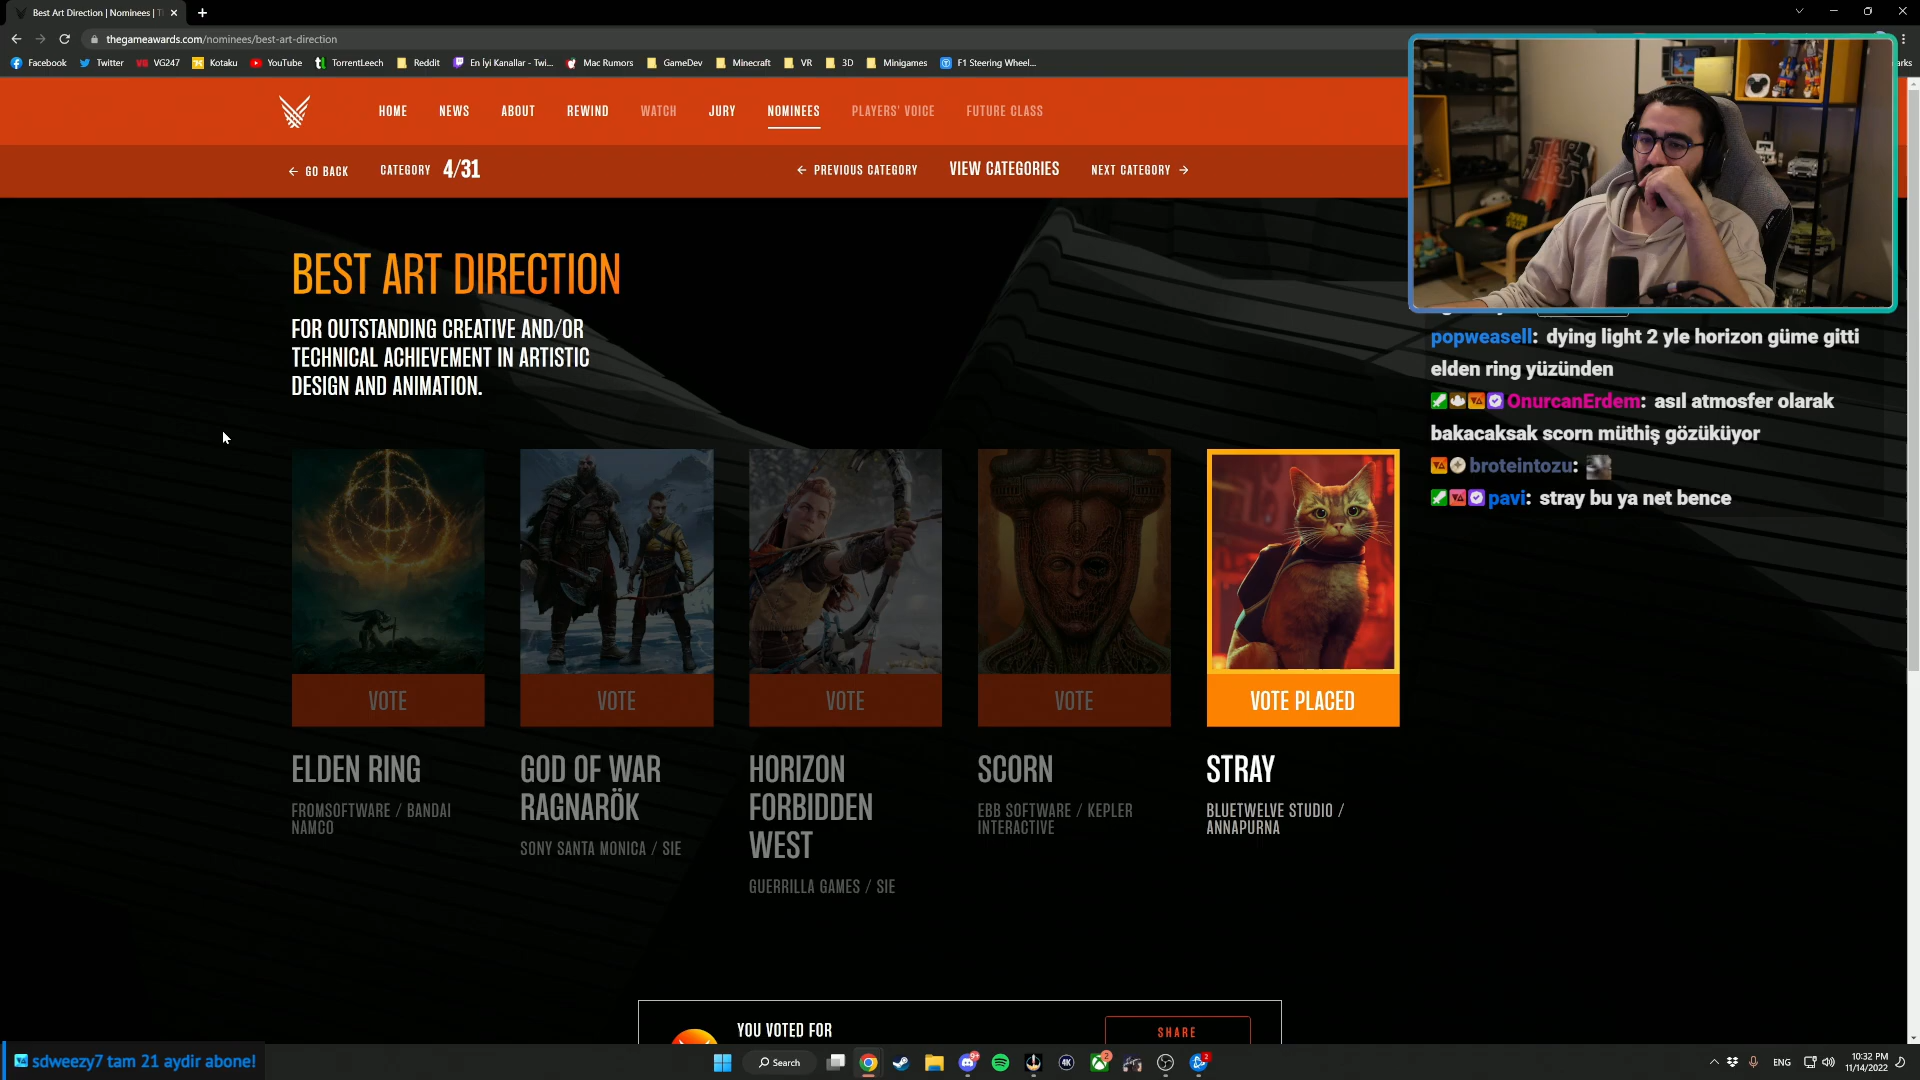 Best Art Direction | Nominees | T
thegameawards.com/nominees/best-art-direction
Facebook Twitter VG247 Kotaku YouTube TorrentLeech Reddit En İyi Kanallar - Twi... Mac Rumors GameDev Minecraft VR 3D Minigames F1 Steering Wheel...
HOME NEWS ABOUT REWIND WATCH JURY NOMINEES PLAYERS' VOICE FUTURE CLASS
← GO BACK CATEGORY 4/31 ← PREVIOUS CATEGORY VIEW CATEGORIES NEXT CATEGORY →
BEST ART DIRECTION
FOR OUTSTANDING CREATIVE AND/OR
TECHNICAL ACHIEVEMENT IN ARTISTIC
DESIGN AND ANIMATION.
popweasell: dying light 2 yle horizon güme gitti
elden ring yüzünden
OnurcanErdem: asıl atmosfer olarak
bakacaksak scorn müthiş gözüküyor
broteintozu:
pavi: stray bu ya net bence
VOTE VOTE VOTE VOTE VOTE PLACED
ELDEN RING
FROMSOFTWARE / BANDAI
NAMCO
GOD OF WAR
RAGNARÖK
SONY SANTA MONICA / SIE
HORIZON
FORBIDDEN
WEST
GUERRILLA GAMES / SIE
SCORN
EBB SOFTWARE / KEPLER
INTERACTIVE
STRAY
BLUETWELVE STUDIO /
ANNAPURNA
YOU VOTED FOR
SHARE
sdweezy7 tam 21 aydir abone!
Search
ENG
10:32 PM
11/14/2022